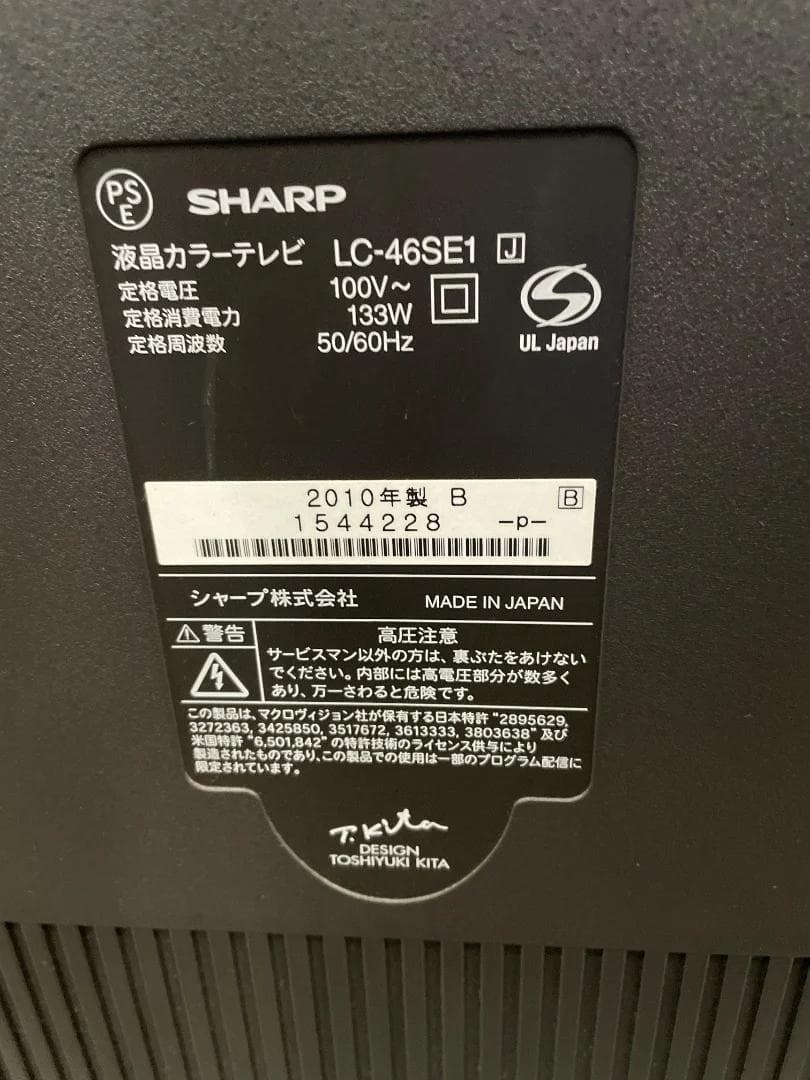 PS
E
SHARP
液晶カラーテレビ LC-46SE1 J
定格電圧 100V～
定格消費電力 133W
定格周波数 50/60Hz
UL Japan
2010年製 B B
1544228 -p-
シャープ株式会社 MADE IN JAPAN
⚠警告 高圧注意
サービスマン以外の方は、裏ぶたをあけない
でください。内部には高電圧部分が数多く
あり、万一さわると危険です。
この製品は、マクロヴィジョン社が保有する日本特許 "2895629,
3272363, 3425850, 3517672, 3613333, 3803638" 及び
米国特許 "6,501,842" の特許技術のライセンス供与により
製造されたものであり、この製品での使用は一部のプログラム配信に
限定されています。
T. Kita
DESIGN
TOSHIYUKI KITA